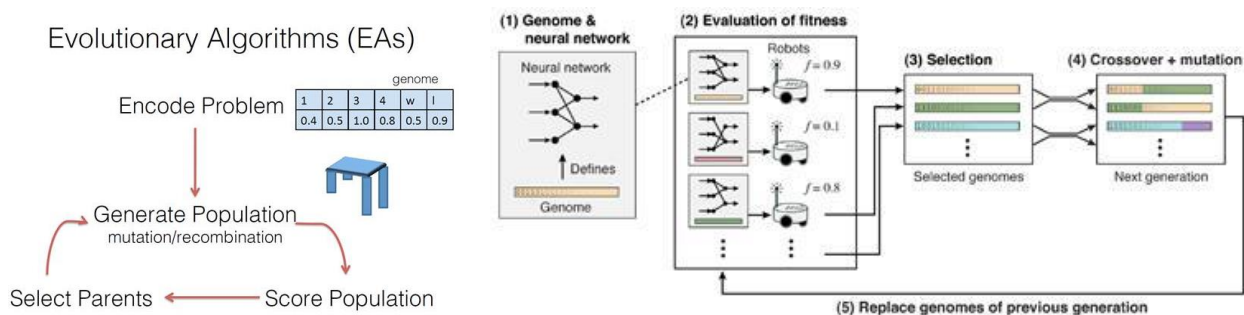 Evolutionary Algorithms (EAs)
genome
Encode Problem
1 2 3 4 w l
0.4 0.5 1.0 0.8 0.5 0.9
Generate Population
mutation/recombination
Select Parents
Score Population
(1) Genome &
neural network
Neural network
Defines
Genome
(2) Evaluation of fitness
Robots
f = 0.9
f = 0.1
f = 0.8
(3) Selection
Selected genomes
(4) Crossover + mutation
Next generation
(5) Replace genomes of previous generation